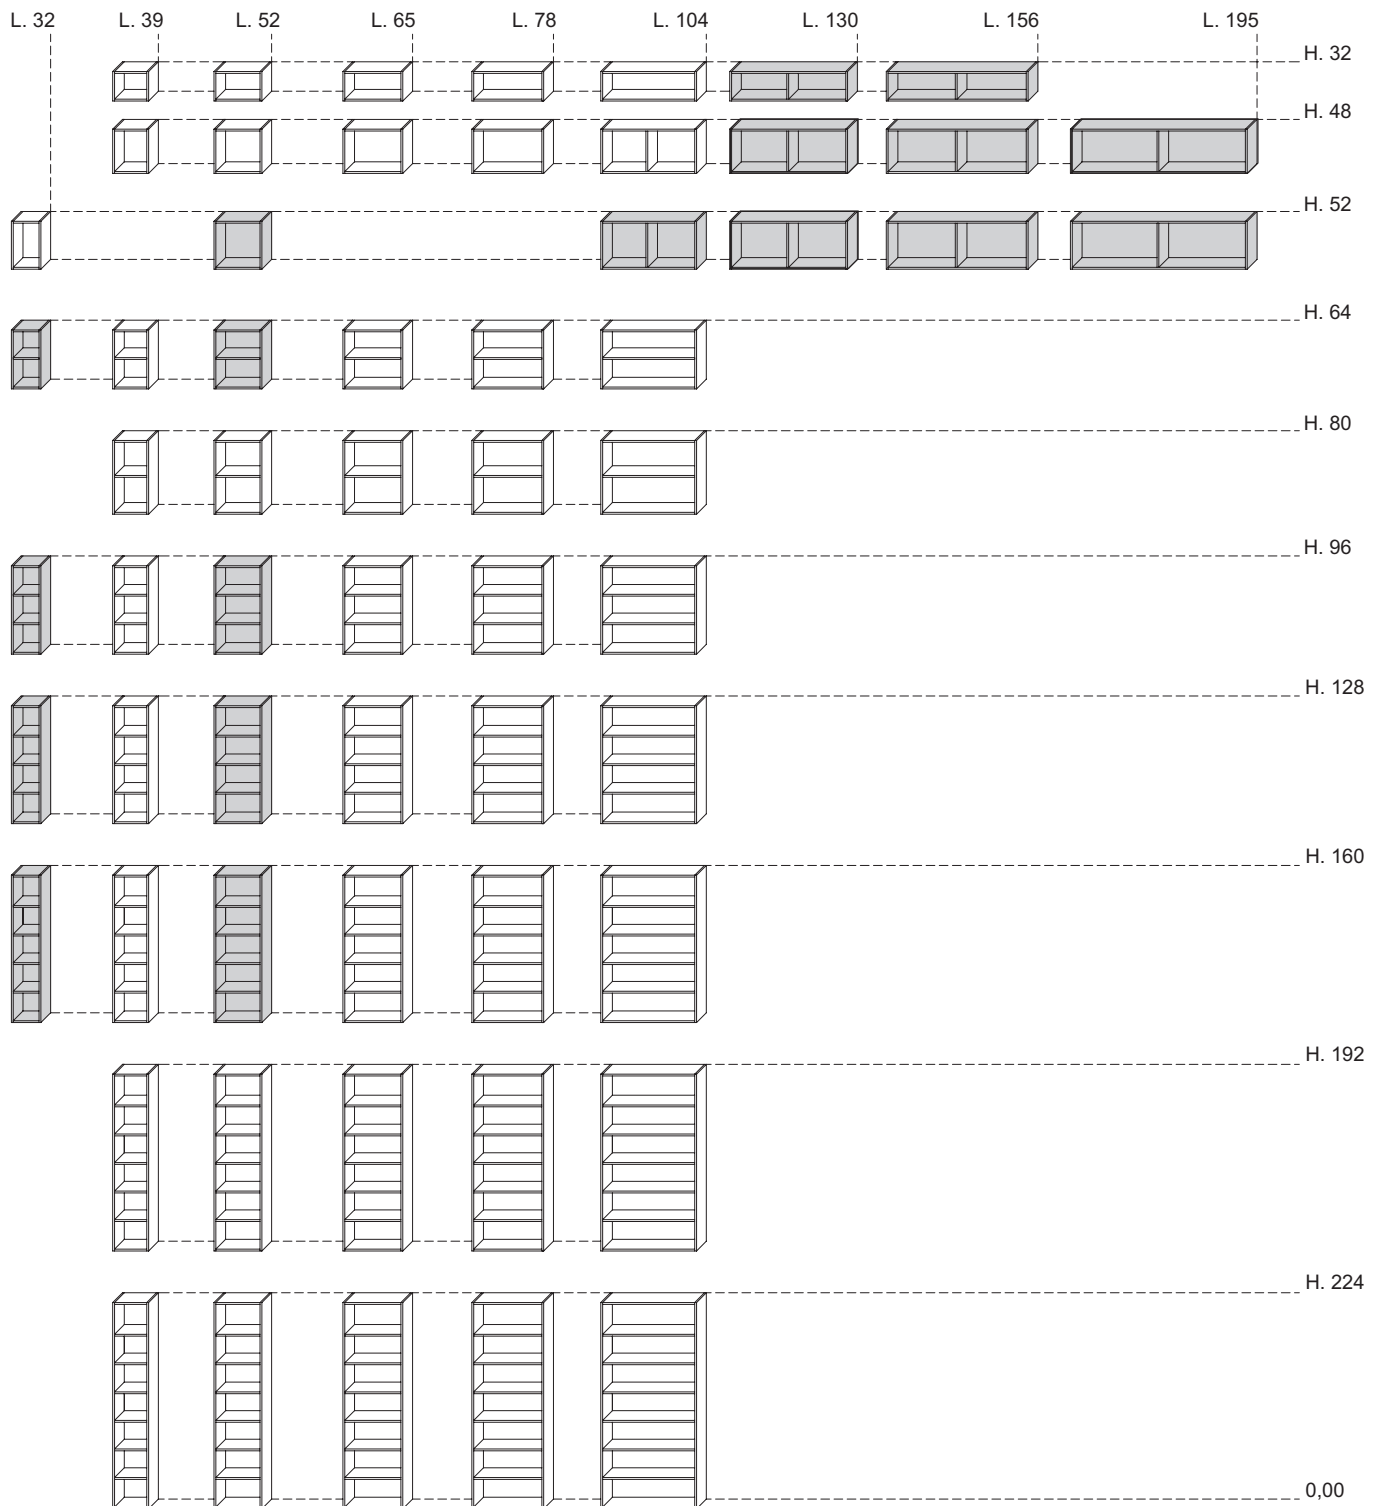 L. 32 L. 39 L. 52 L. 65 L. 78 L. 104 L. 130 L. 156 L. 195
H. 32
H. 48
H. 52
H. 64
H. 80
H. 96
H. 128
H. 160
H. 192
H. 224
0,00